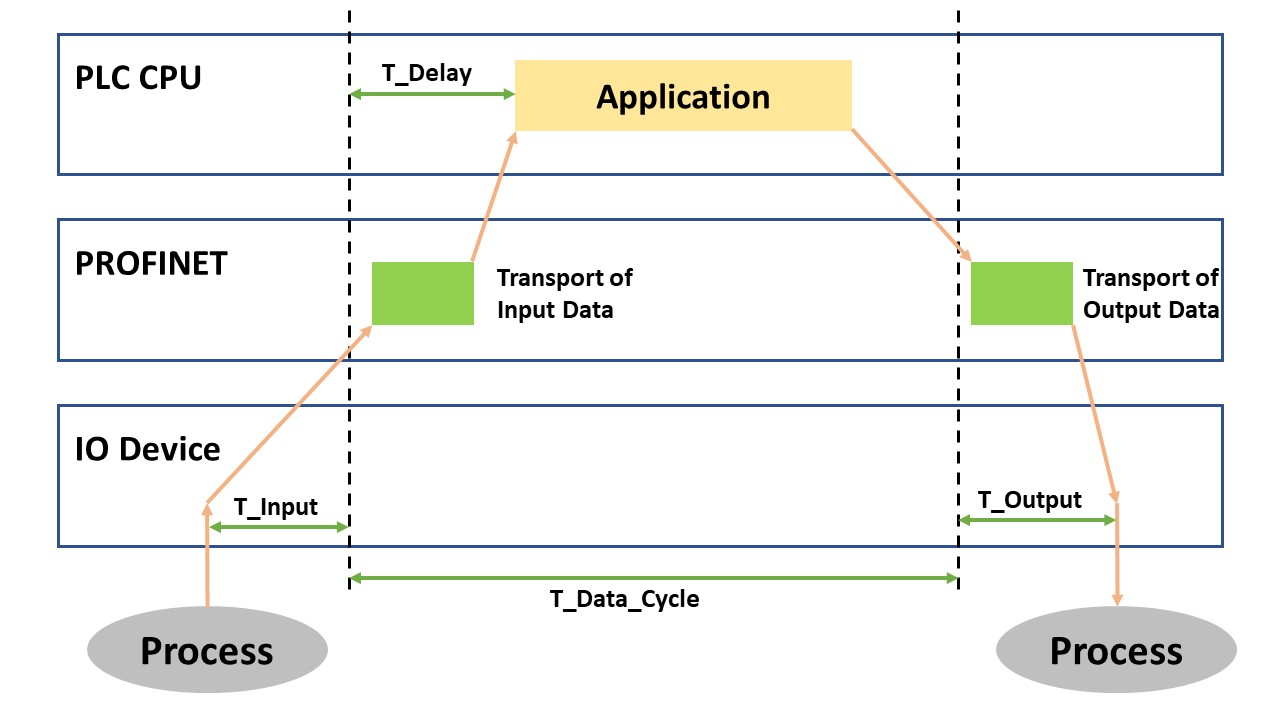 PLC CPU
T_Delay
Application
PROFINET
Transport of
Input Data
Transport of
Output Data
IO Device
T_Input
T_Output
T_Data_Cycle
Process
Process